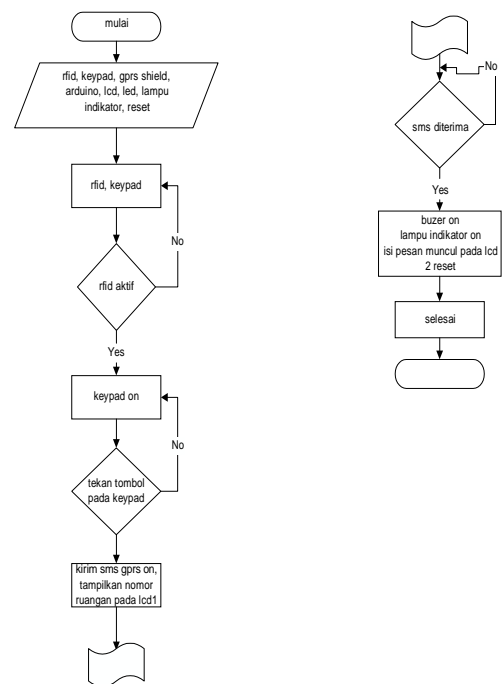 mulai
rfid, keypad, gprs shield,
arduino, lcd, led, lampu
indikator, reset
rfid, keypad
No
rfid aktif
Yes
keypad on
No
tekan tombol
pada keypad
kirim sms gprs on,
tampilkan nomor
ruangan pada lcd1
No
sms diterima
Yes
buzer on
lampu indikator on
isi pesan muncul pada lcd
2 reset
selesai